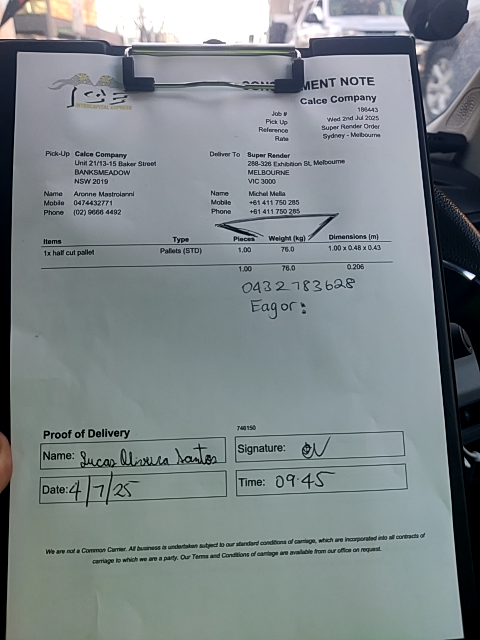 MENT NOTE
Calce Company
Job # 186443
Pick Up Wed 2nd Jul 2025
Reference Super Render Order
Rate Sydney - Melbourne
Pick-Up Calce Company
Unit 21/13-15 Baker Street
BANKSMEADOW
NSW 2019
Name Aronne Mastroianni
Mobile 0474432771
Phone (02) 9666 4492
Deliver To Super Render
288-326 Exhibition St, Melbourne
MELBOURNE
VIC 3000
Name Michel Mella
Mobile +61 411 750 285
Phone +61 411 750 285
Items Type Pieces Weight (kg) Dimensions (m)
1x half cut pallet Pallets (STD) 1.00 76.0 1.00 x 0.48 x 0.43
1.00 76.0 0.206
0432783628
Eagor:
Proof of Delivery
746150
Name: Lucas Oliveira Santos
Signature:
Date: 4/7/25
Time: 09.45
We are not a Common Carrier. All business is undertaken subject to our standard conditions of carriage, which are incorporated into all contracts of
carriage to which we are a party. Our Terms and Conditions of carriage are available from our office on request.